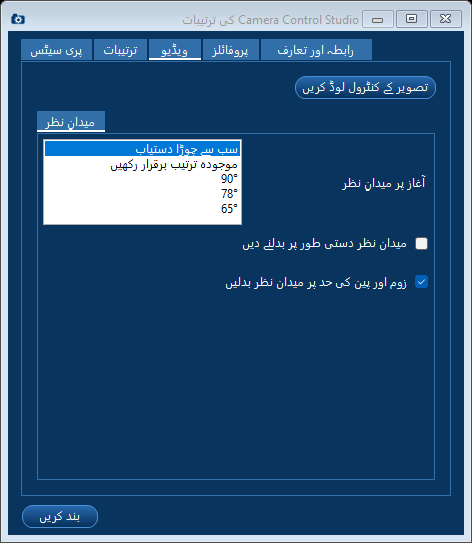 Camera Control Studio کی ترتیبات
پری سیٹس
ترتیبات
ویڈیو
پروفائلز
رابطہ اور تعارف
تصویر کے کنٹرول لوڈ کریں
میدانِ نظر
آغاز پر میدانِ نظر
سب سے چوڑا دستیاب
موجودہ ترتیب برقرار رکھیں
90°
78°
65°
میدان نظر دستی طور پر بدلنے دیں
زوم اور پین کی حد پر میدان نظر بدلیں
بند کریں